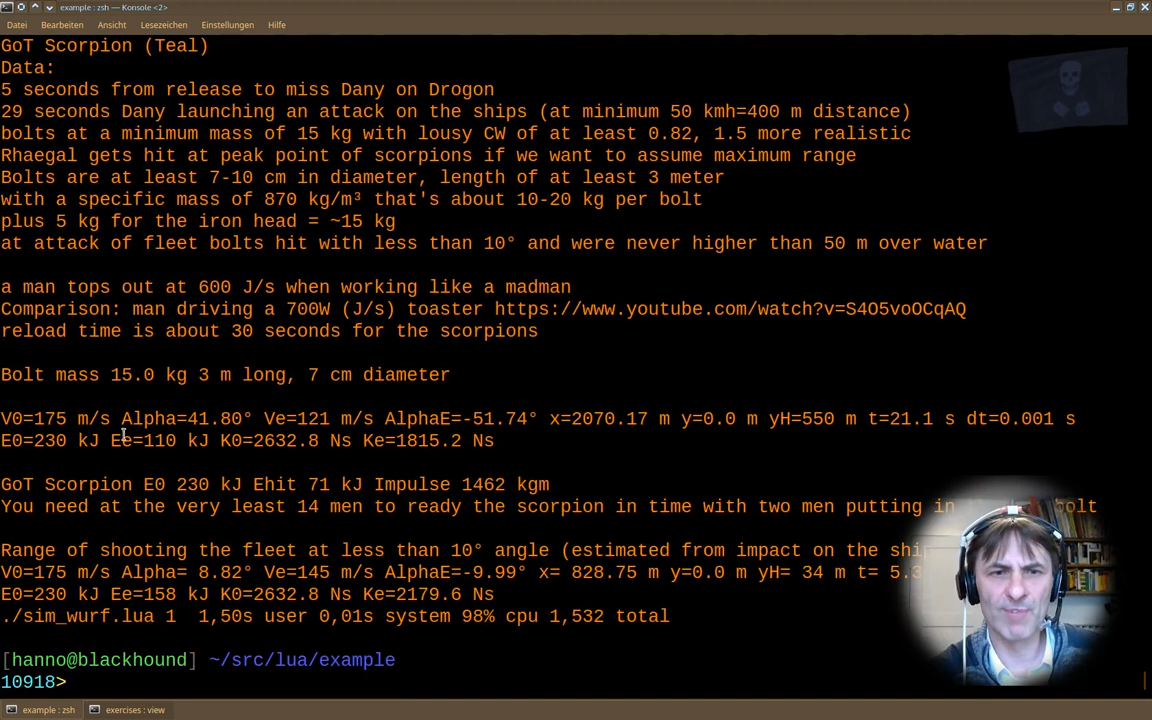 example : zsh — Konsole <2>
Datei Bearbeiten Ansicht Lesezeichen Einstellungen Hilfe
GoT Scorpion (Teal)
Data:
5 seconds from release to miss Dany on Drogon
29 seconds Dany launching an attack on the ships (at minimum 50 kmh=400 m distance)
bolts at a minimum mass of 15 kg with lousy CW of at least 0.82, 1.5 more realistic
Rhaegal gets hit at peak point of scorpions if we want to assume maximum range
Bolts are at least 7-10 cm in diameter, length of at least 3 meter
with a specific mass of 870 kg/m³ that's about 10-20 kg per bolt
plus 5 kg for the iron head = ~15 kg
at attack of fleet bolts hit with less than 10° and were never higher than 50 m over water
a man tops out at 600 J/s when working like a madman
Comparison: man driving a 700W (J/s) toaster https://www.youtube.com/watch?v=S4O5voOCqAQ
reload time is about 30 seconds for the scorpions
Bolt mass 15.0 kg 3 m long, 7 cm diameter
V0=175 m/s Alpha=41.80° Ve=121 m/s AlphaE=-51.74° x=2070.17 m y=0.0 m yH=550 m t=21.1 s dt=0.001 s
E0=230 kJ Ee=110 kJ K0=2632.8 Ns Ke=1815.2 Ns
GoT Scorpion E0 230 kJ Ehit 71 kJ Impulse 1462 kgm
You need at the very least 14 men to ready the scorpion in time with two men putting in
Range of shooting the fleet at less than 10° angle (estimated from impact on the
V0=175 m/s Alpha= 8.82° Ve=145 m/s AlphaE=-9.99° x= 828.75 m y=0.0 m yH= 34 m t= 5.3
E0=230 kJ Ee=158 kJ K0=2632.8 Ns Ke=2179.6 Ns
./sim_wurf.lua 1 1,50s user 0,01s system 98% cpu 1,532 total
[hanno@blackhound] ~/src/lua/example
10918>
example : zsh exercises : view